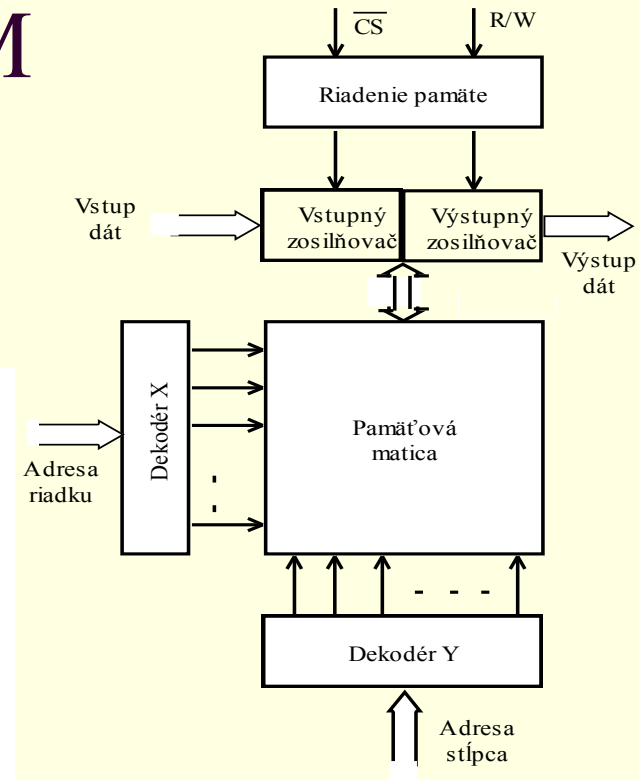 M
CS R/W
Riadenie pamäte
Vstup
dát
Vstupný
zosilňovač
Výstupný
zosilňovač
Výstup
dát
Adresa
riadku
Dekodér X
Pamäťová
matica
Dekodér Y
Adresa
stĺpca